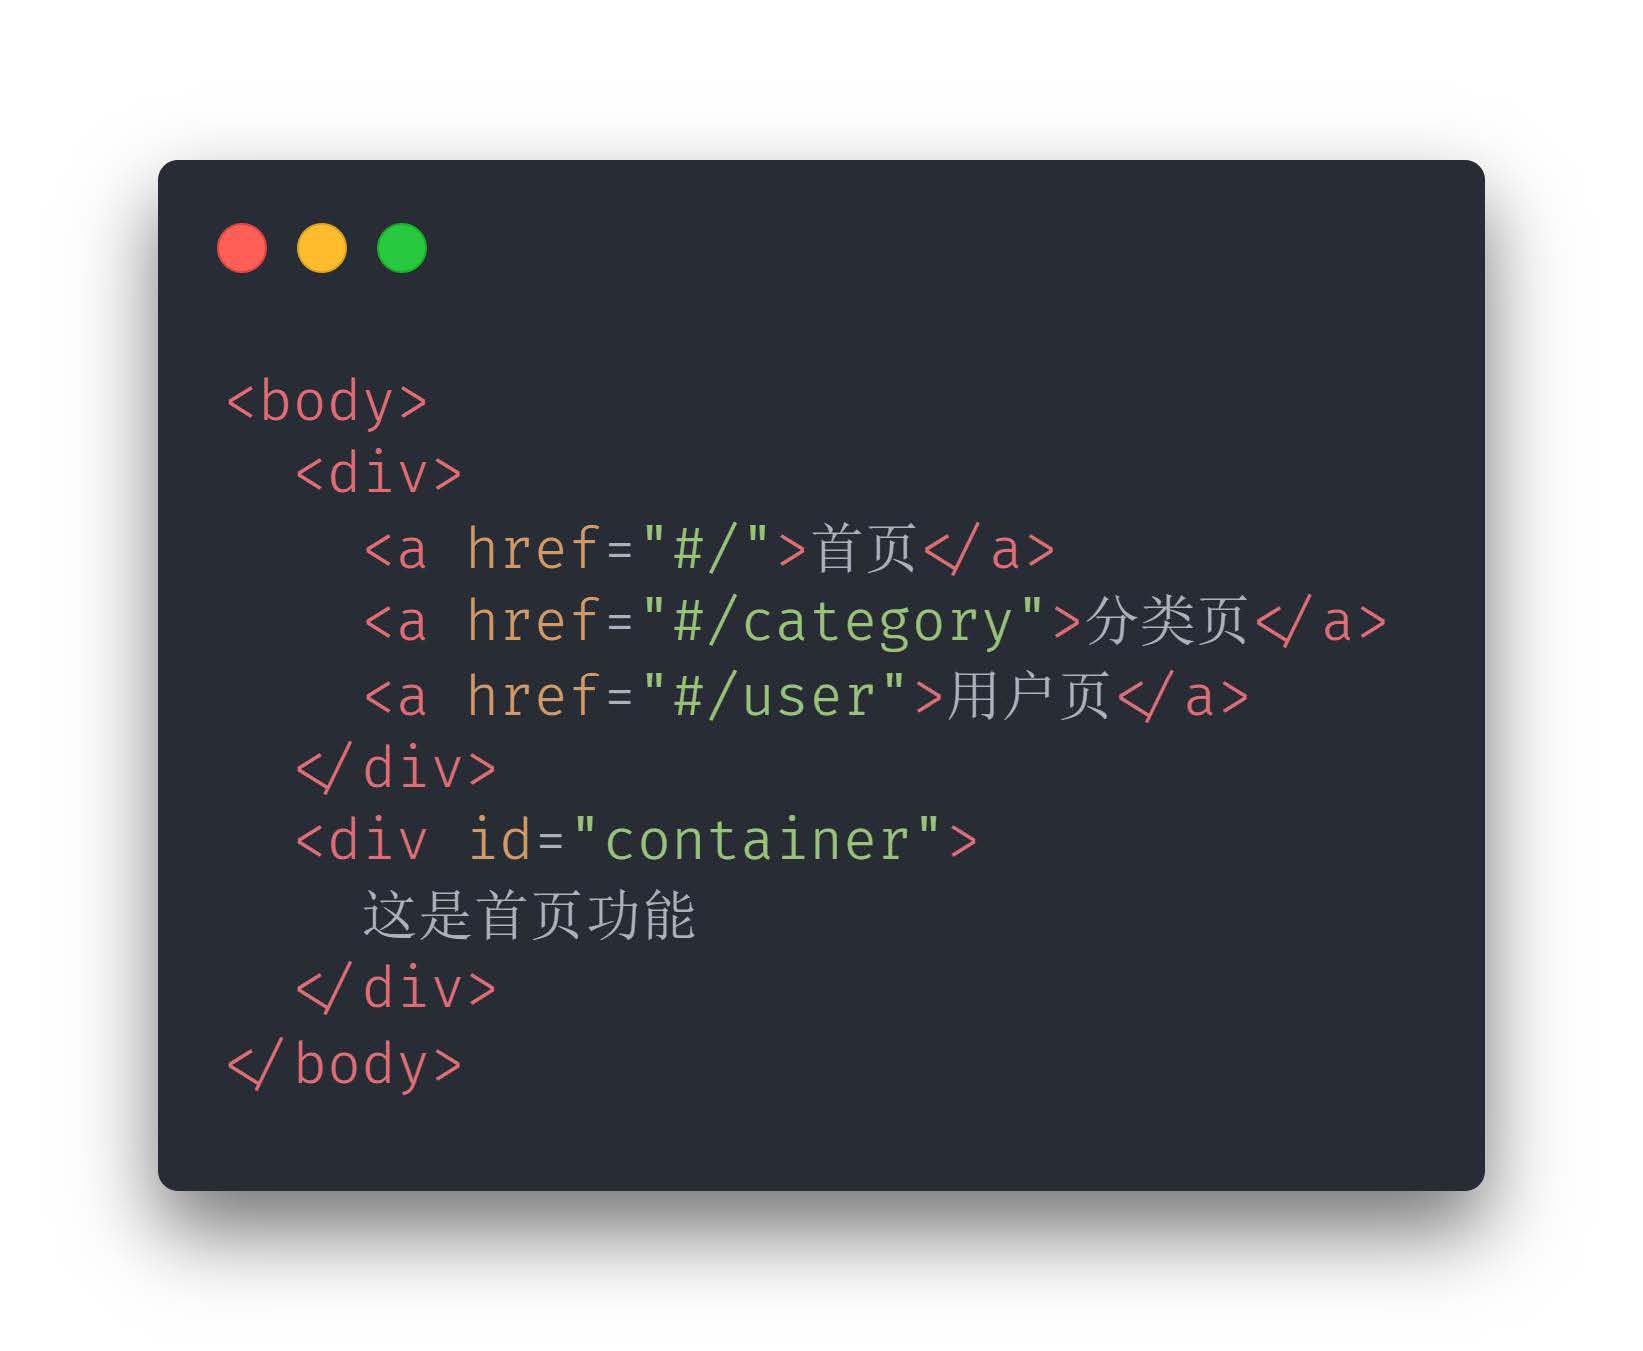 <body>
  <div>
    <a href="#/">首页</a>
    <a href="#/category">分类页</a>
    <a href="#/user">用户页</a>
  </div>
  <div id="container">
    这是首页功能
  </div>
</body>